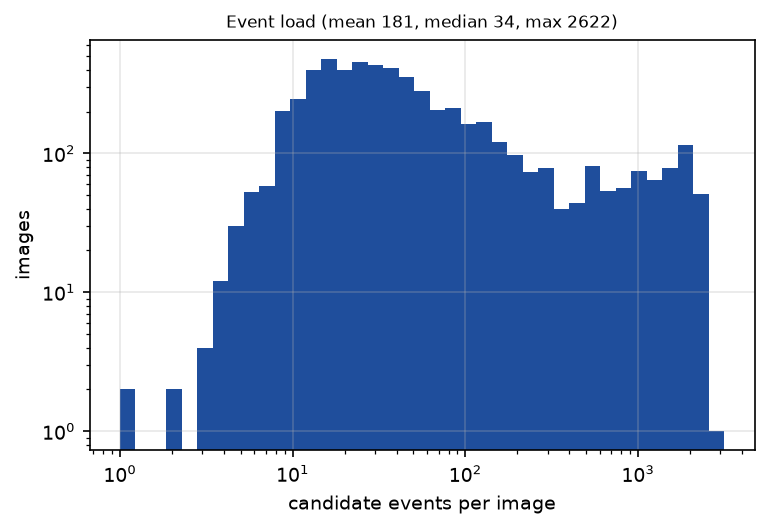 Event load (mean 181, median 34, max 2622)
images
10²
10¹
10⁰
10⁰ 10¹ 10² 10³
candidate events per image